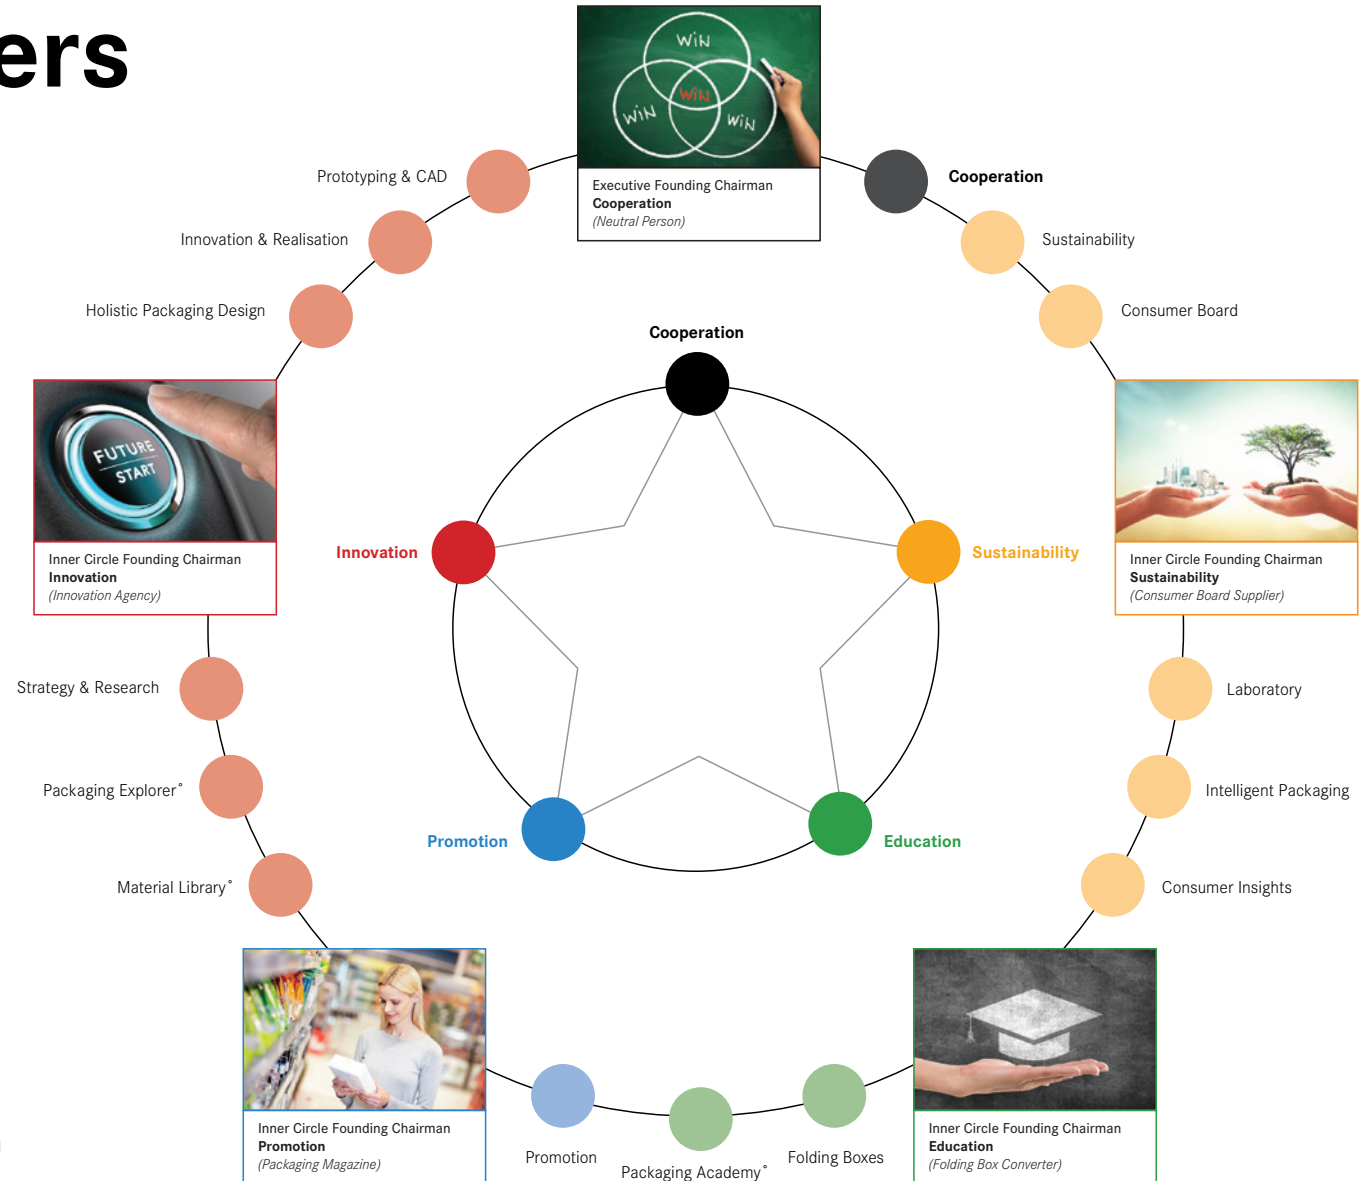 ers
WiN
WiN
WiN
WiN
Executive Founding Chairman
Cooperation
(Neutral Person)
Prototyping & CAD
Cooperation
Innovation & Realisation
Sustainability
Holistic Packaging Design
Consumer Board
Cooperation
FUTURE
START
Innovation
Sustainability
Inner Circle Founding Chairman
Innovation
(Innovation Agency)
Inner Circle Founding Chairman
Sustainability
(Consumer Board Supplier)
Strategy & Research
Laboratory
Packaging Explorer°
Intelligent Packaging
Promotion
Education
Material Library°
Consumer Insights
Inner Circle Founding Chairman
Promotion
(Packaging Magazine)
Promotion
Packaging Academy°
Folding Boxes
Inner Circle Founding Chairman
Education
(Folding Box Converter)